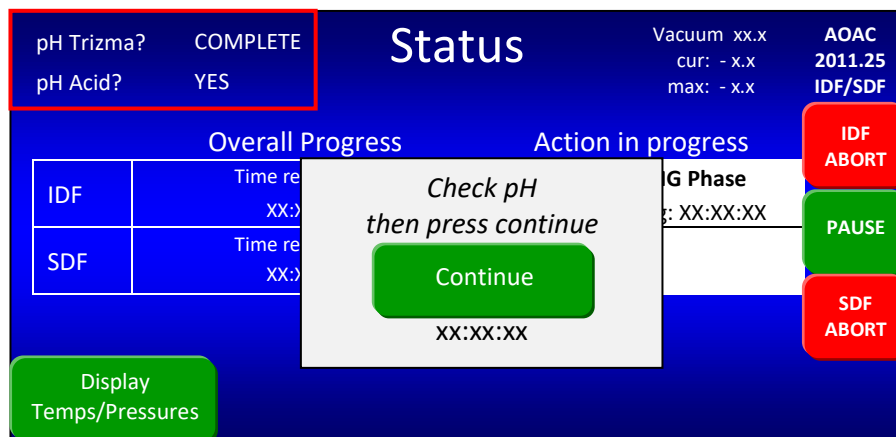 pH Trizma? COMPLETE
pH Acid? YES
Status
Vacuum xx.x
cur: - x.x
max: - x.x
AOAC
2011.25
IDF/SDF
Overall Progress
Action in progress
IDF
ABORT
PAUSE
SDF
ABORT
IDF
Time re
XX:X
SDF
Time re
XX:X
G Phase
g: XX:XX:XX
Check pH
then press continue
Continue
xx:xx:xx
Display
Temps/Pressures